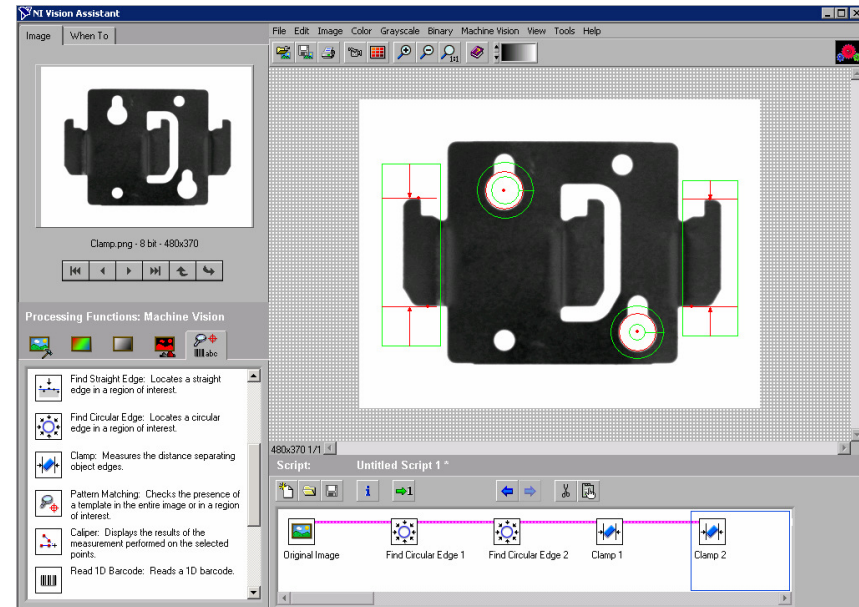 NI Vision Assistant
Image
When To
File Edit Image Color Grayscale Binary Machine Vision View Tools Help
1:1
Clamp.png - 8 bit - 480x370
Processing Functions: Machine Vision
abc
Find Straight Edge: Locates a straight
edge in a region of interest.
Find Circular Edge: Locates a circular
edge in a region of interest.
Clamp: Measures the distance separating
object edges.
Pattern Matching: Checks the presence of
a template in the entire image or in a region
of interest.
Caliper: Displays the results of the
measurement performed on the selected
points.
Read 1D Barcode: Reads a 1D barcode.
480x370 1/1
Script: Untitled Script 1 *
i
1
Original Image
Find Circular Edge 1
Find Circular Edge 2
Clamp 1
Clamp 2